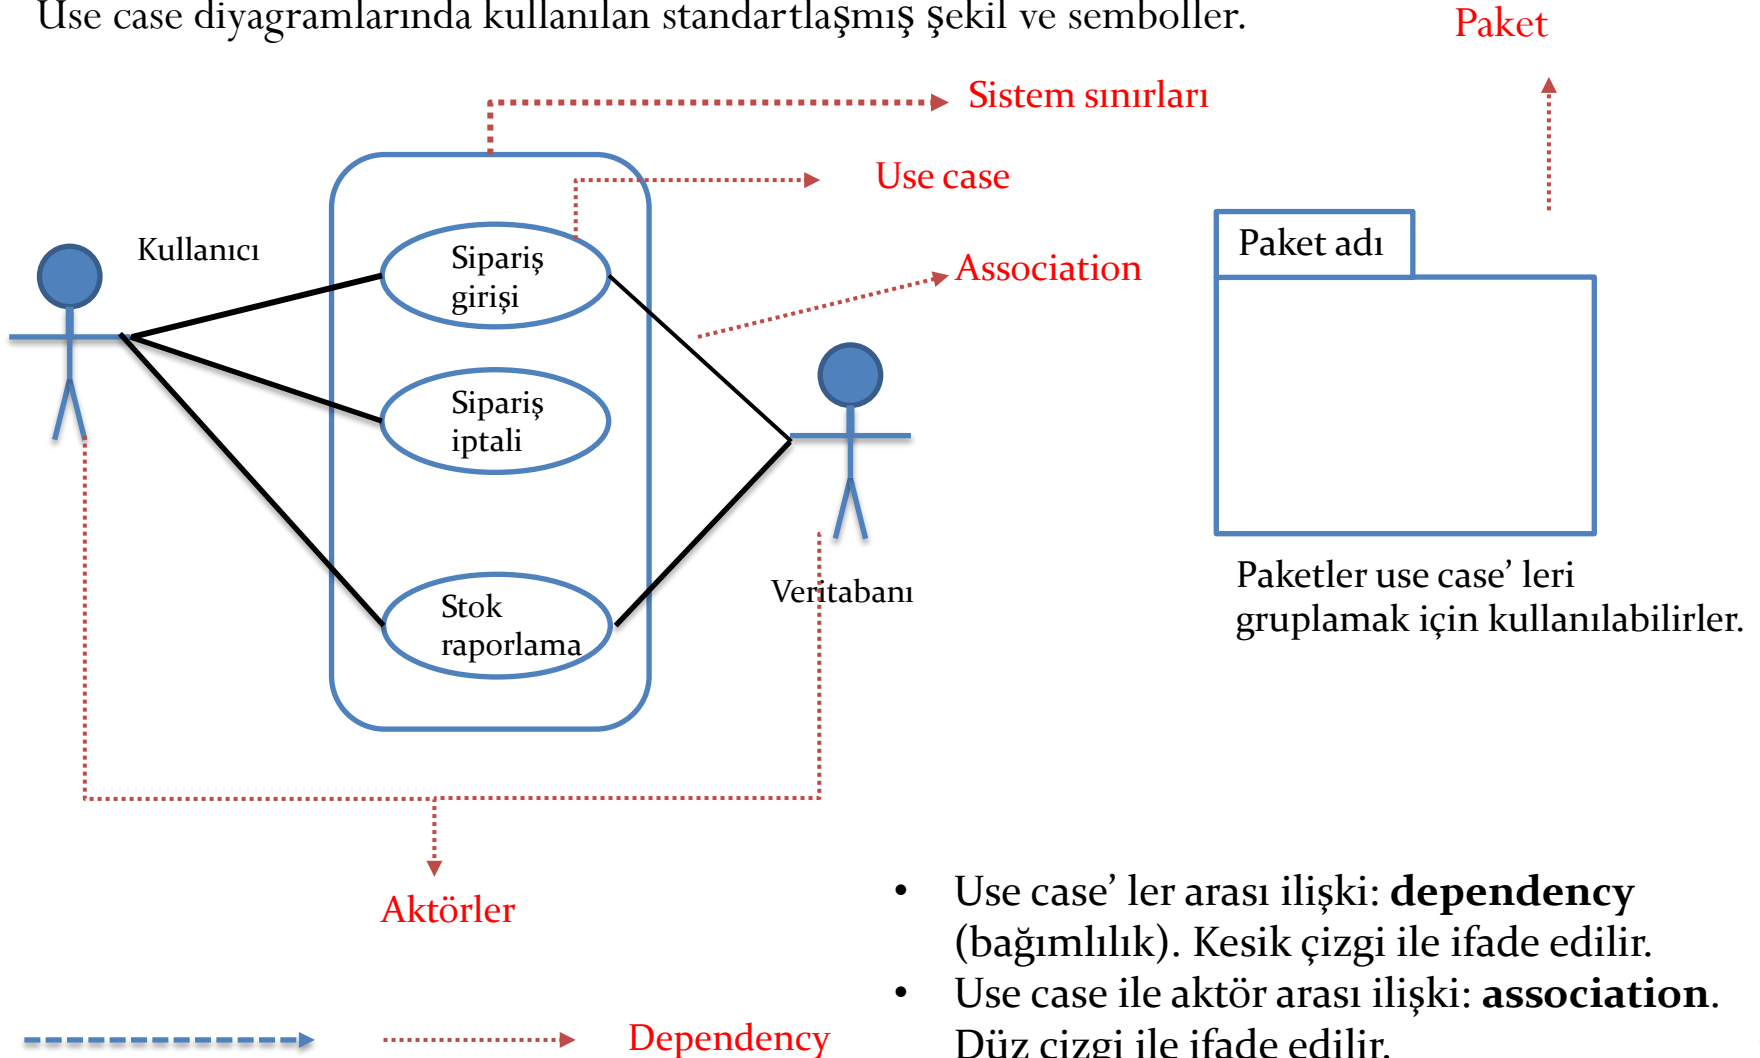 Use case diyagramlarında kullanılan standartlaşmış şekil ve semboller.
Paket
Sistem sınırları
Use case
Kullanıcı
Sipariş
girişi
Association
Paket adı
Sipariş
iptali
Veritabanı
Stok
raporlama
Paketler use case’ leri
gruplamak için kullanılabilirler.
Aktörler
• Use case’ ler arası ilişki: dependency
(bağımlılık). Kesik çizgi ile ifade edilir.
• Use case ile aktör arası ilişki: association.
Düz çizgi ile ifade edilir.
Dependency